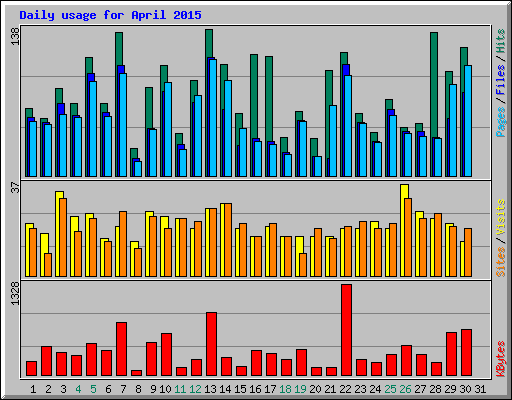 Daily usage for April 2015
138
Pages / Files / Hits
37
Sites / Visits
1328
KBytes
1 2 3 4 5 6 7 8 9 10 11 12 13 14 15 16 17 18 19 20 21 22 23 24 25 26 27 28 29 30 31